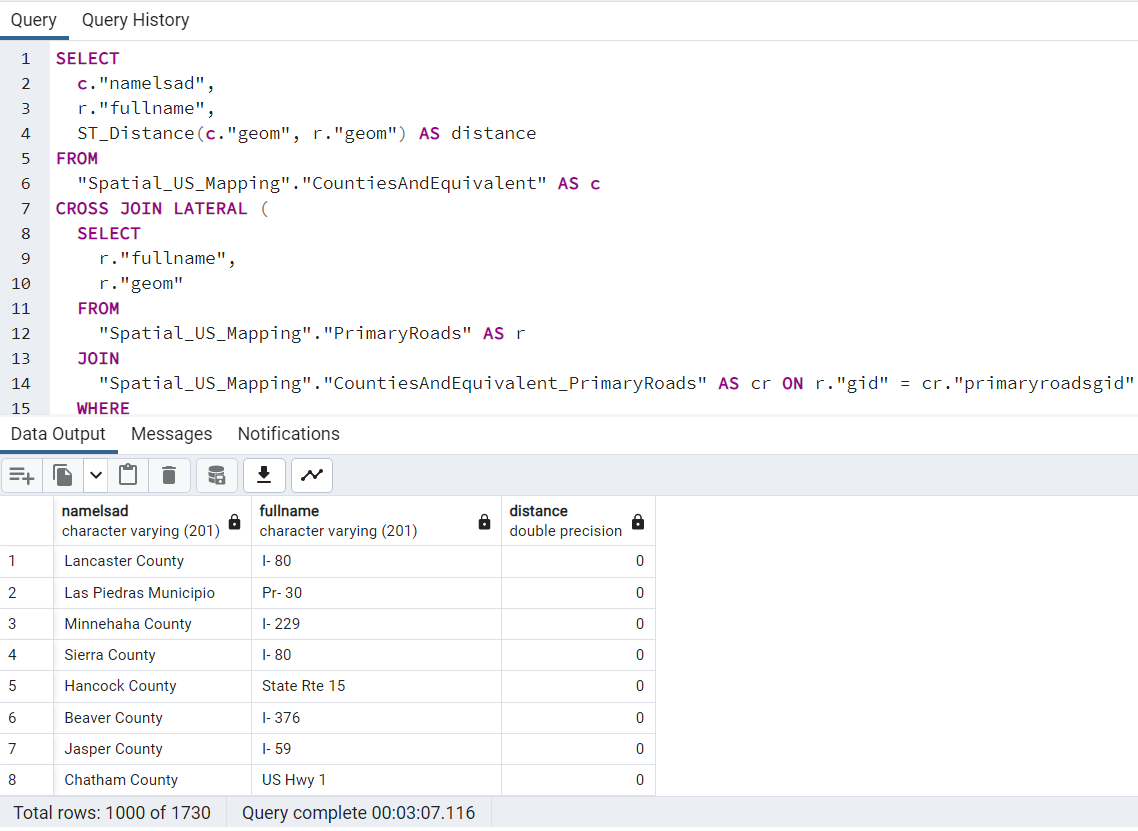 Query Query History
1 SELECT
2 c."namelsad",
3 r."fullname",
4 ST_Distance(c."geom", r."geom") AS distance
5 FROM
6 "Spatial_US_Mapping"."CountiesAndEquivalent" AS c
7 CROSS JOIN LATERAL (
8 SELECT
9 r."fullname",
10 r."geom"
11 FROM
12 "Spatial_US_Mapping"."PrimaryRoads" AS r
13 JOIN
14 "Spatial_US_Mapping"."CountiesAndEquivalent_PrimaryRoads" AS cr ON r."gid" = cr."primaryroadsgid"
15 WHERE
Data Output Messages Notifications
namelsad fullname distance
character varying (201) character varying (201) double precision
1 Lancaster County I- 80 0
2 Las Piedras Municipio Pr- 30 0
3 Minnehaha County I- 229 0
4 Sierra County I- 80 0
5 Hancock County State Rte 15 0
6 Beaver County I- 376 0
7 Jasper County I- 59 0
8 Chatham County US Hwy 1 0
Total rows: 1000 of 1730 Query complete 00:03:07.116